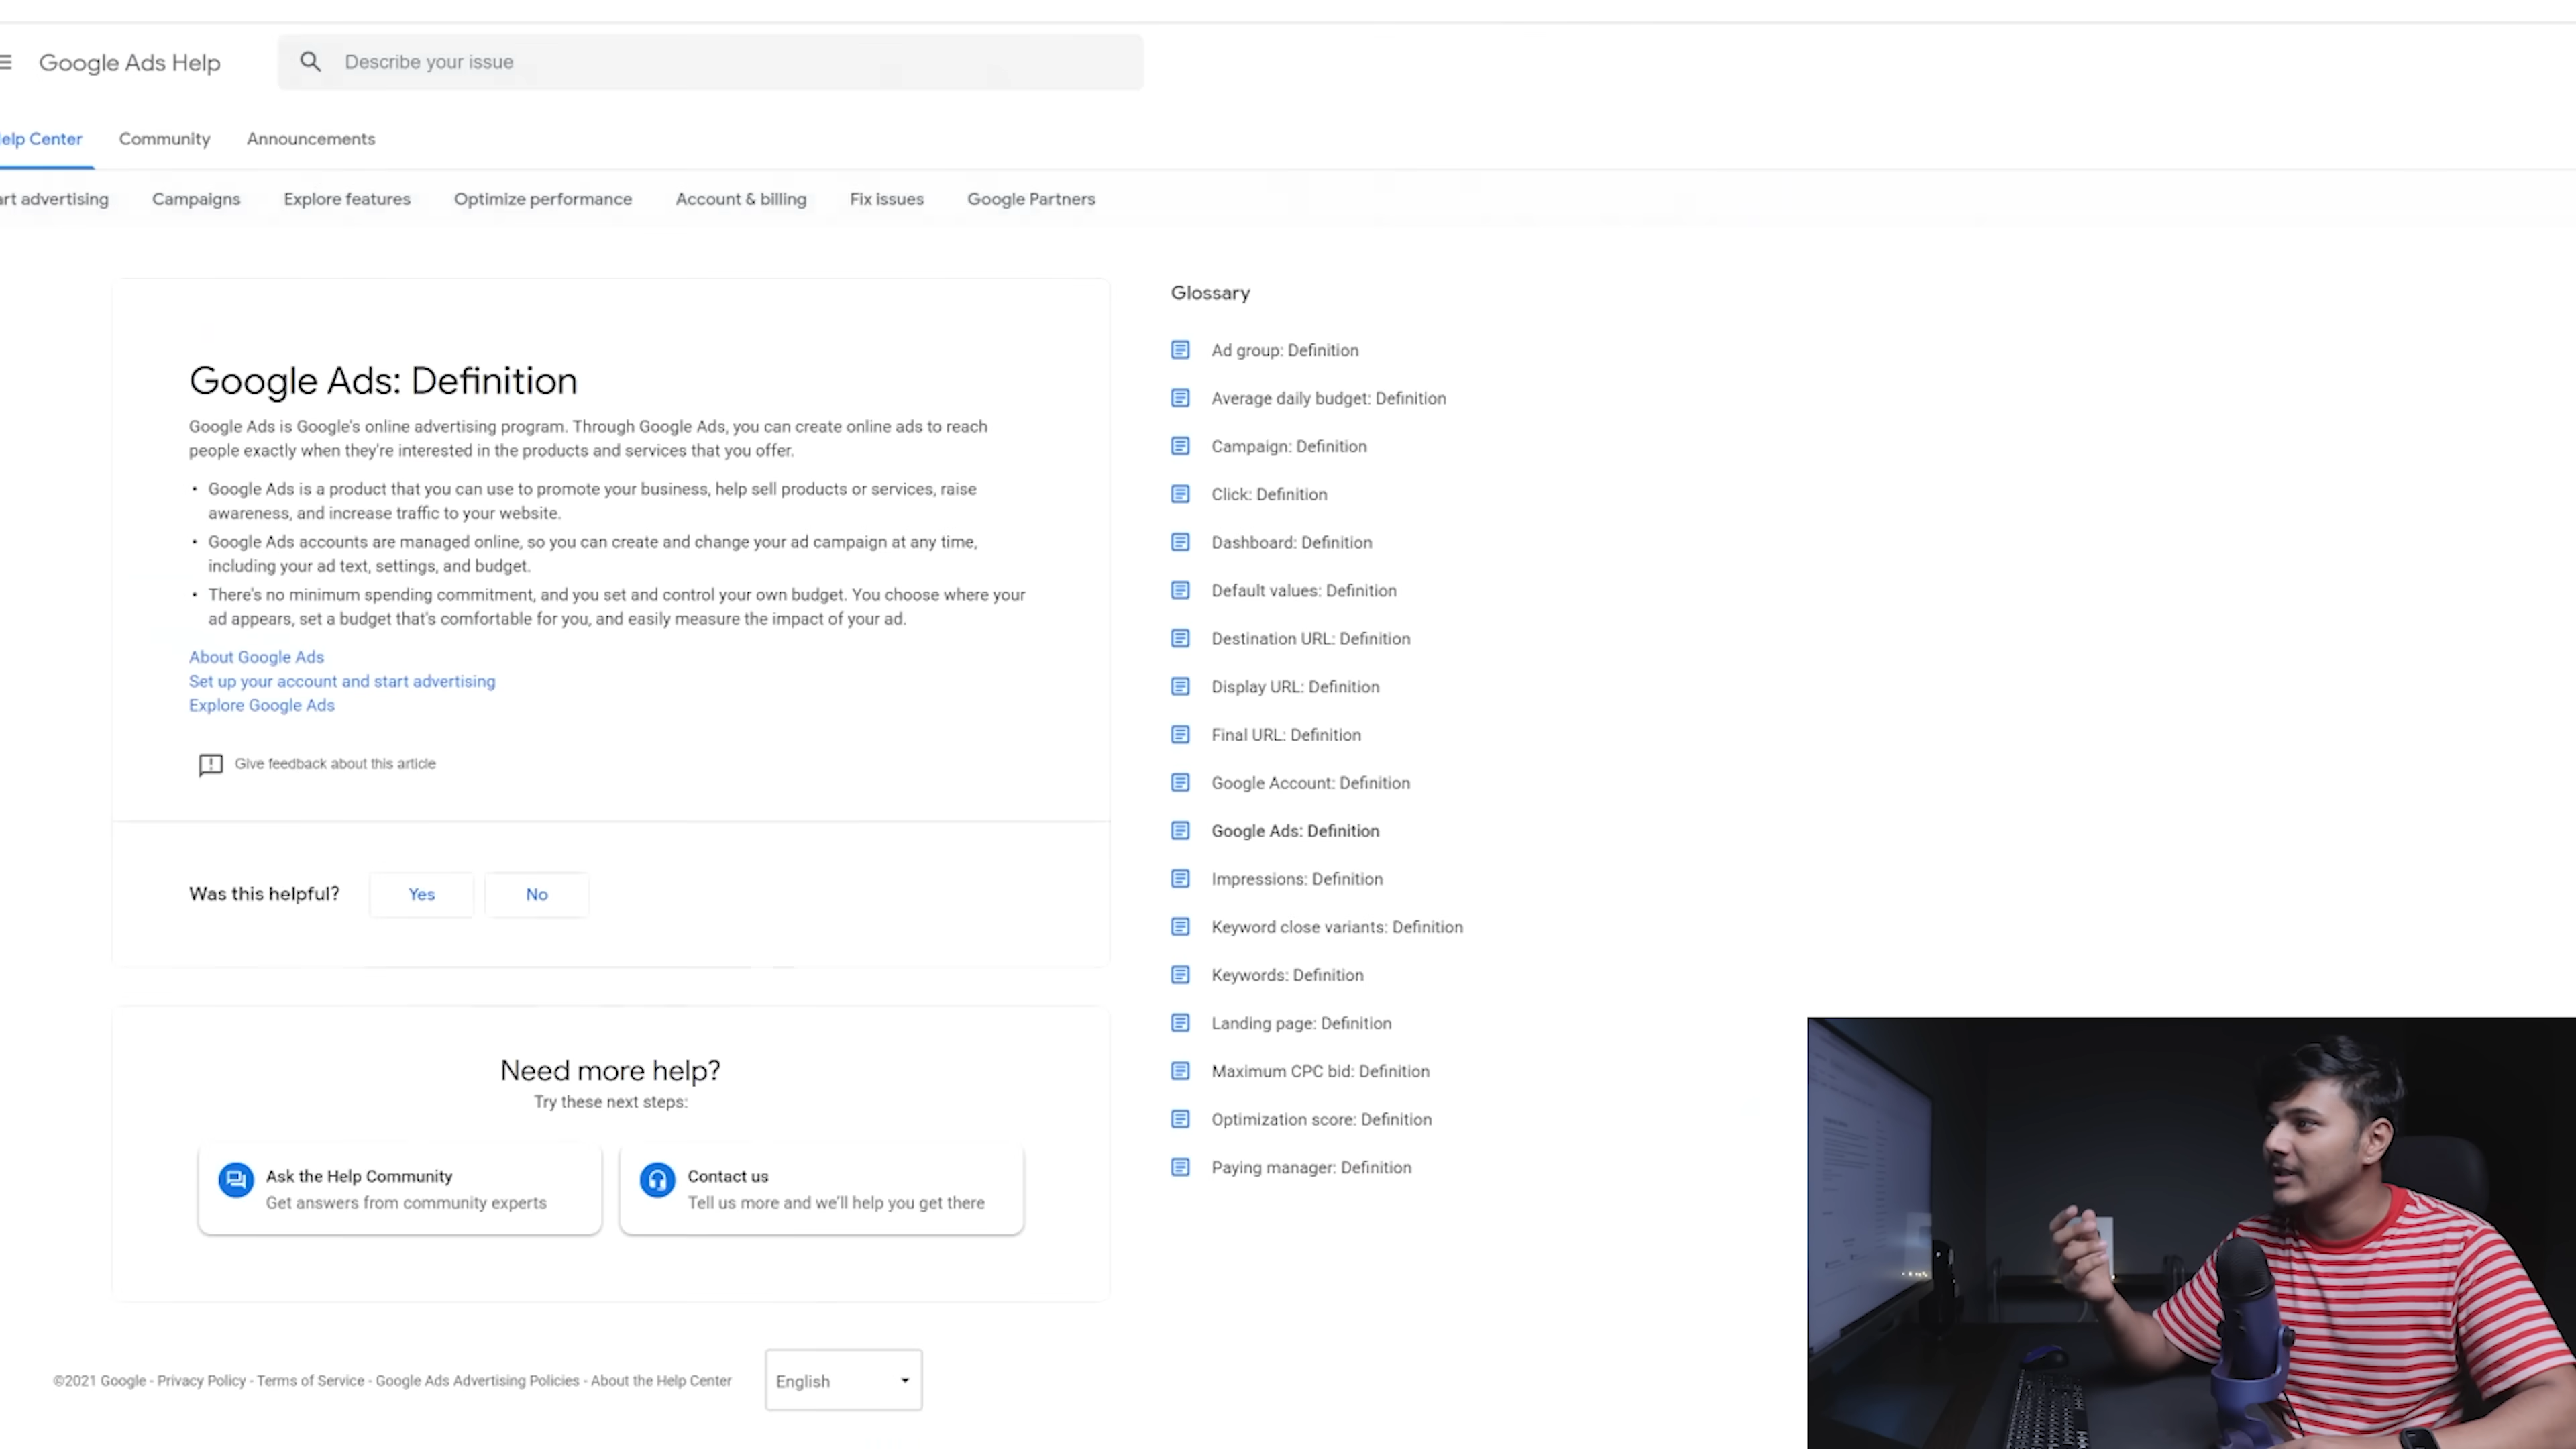 Google Ads Help
Describe your issue
elp Center Community Announcements
art advertising Campaigns Explore features Optimize performance Account & billing Fix issues Google Partners
Google Ads: Definition
Google Ads is Google's online advertising program. Through Google Ads, you can create online ads to reach
people exactly when they're interested in the products and services that you offer.
• Google Ads is a product that you can use to promote your business, help sell products or services, raise
awareness, and increase traffic to your website.
• Google Ads accounts are managed online, so you can create and change your ad campaign at any time,
including your ad text, settings, and budget.
• There's no minimum spending commitment, and you set and control your own budget. You choose where your
ad appears, set a budget that's comfortable for you, and easily measure the impact of your ad.
About Google Ads
Set up your account and start advertising
Explore Google Ads
Give feedback about this article
Was this helpful? Yes No
Need more help?
Try these next steps:
Ask the Help Community
Get answers from community experts
Contact us
Tell us more and we'll help you get there
Glossary
Ad group: Definition
Average daily budget: Definition
Campaign: Definition
Click: Definition
Dashboard: Definition
Default values: Definition
Destination URL: Definition
Display URL: Definition
Final URL: Definition
Google Account: Definition
Google Ads: Definition
Impressions: Definition
Keyword close variants: Definition
Keywords: Definition
Landing page: Definition
Maximum CPC bid: Definition
Optimization score: Definition
Paying manager: Definition
©2021 Google - Privacy Policy - Terms of Service - Google Ads Advertising Policies - About the Help Center
English